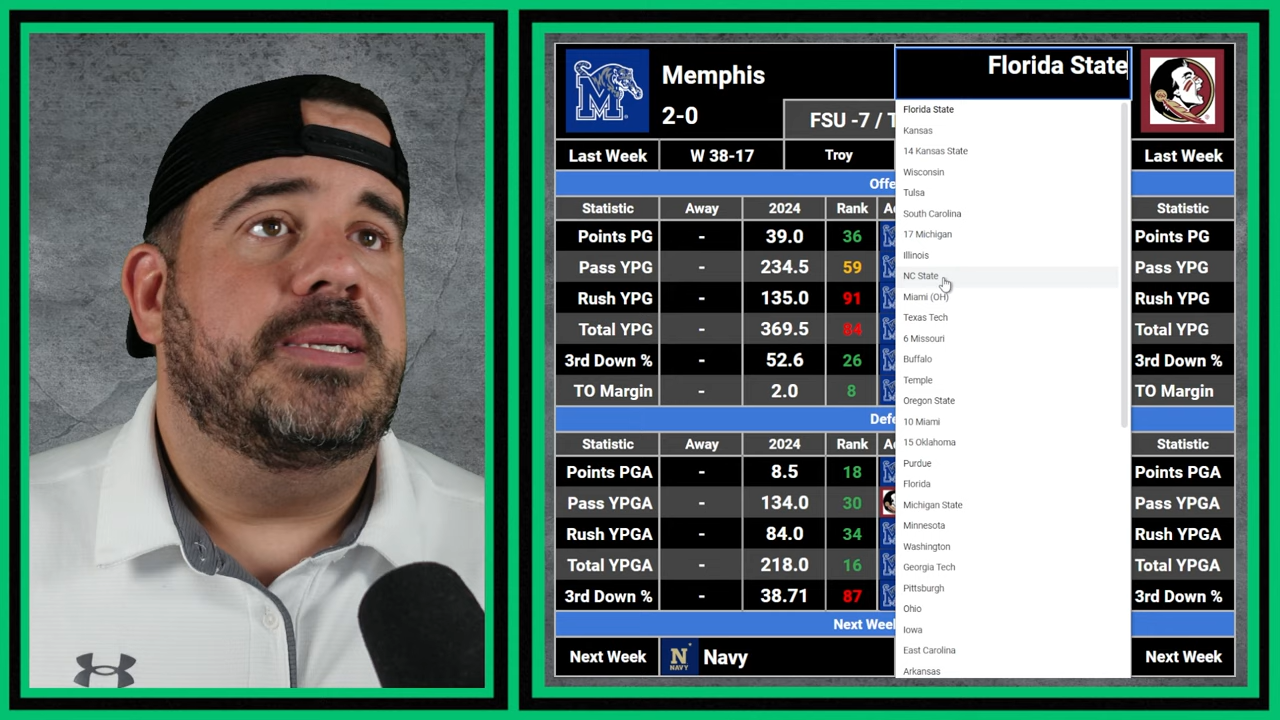 Memphis
Florida State
2-0
FSU -7 / T
Last Week W 38-17 Troy Last Week
Offe
Statistic Away 2024 Rank Statistic
Points PG - 39.0 36 Points PG
Pass YPG - 234.5 59 Pass YPG
Rush YPG - 135.0 91 Rush YPG
Total YPG - 369.5 84 Total YPG
3rd Down % - 52.6 26 3rd Down %
TO Margin - 2.0 8 TO Margin
Defe
Statistic Away 2024 Rank Statistic
Points PGA - 8.5 18 Points PGA
Pass YPGA - 134.0 30 Pass YPGA
Rush YPGA - 84.0 34 Rush YPGA
Total YPGA - 218.0 16 Total YPGA
3rd Down % - 38.71 87 3rd Down %
Next Wee
Next Week NAVY Navy Next Week
Florida State
Kansas
14 Kansas State
Wisconsin
Tulsa
South Carolina
17 Michigan
Illinois
NC State
Miami (OH)
Texas Tech
6 Missouri
Buffalo
Temple
Oregon State
10 Miami
15 Oklahoma
Purdue
Florida
Michigan State
Minnesota
Washington
Georgia Tech
Pittsburgh
Ohio
Iowa
East Carolina
Arkansas